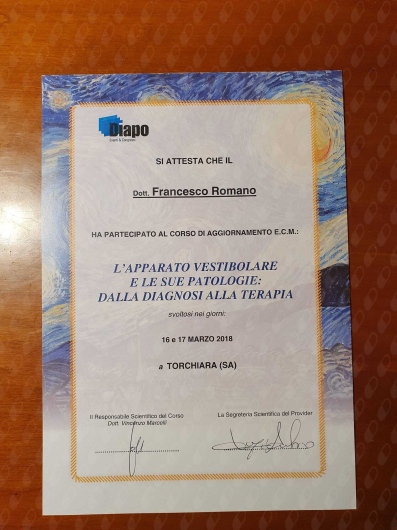 Diapo
Eventi & Congressi
SI ATTESTA CHE IL
Dott. Francesco Romano
HA PARTECIPATO AL CORSO DI AGGIORNAMENTO E.C.M.:
L'APPARATO VESTIBOLARE
E LE SUE PATOLOGIE:
DALLA DIAGNOSI ALLA TERAPIA
svoltosi nei giorni:
16 e 17 MARZO 2018
a TORCHIARA (SA)
Il Responsabile Scientifico del Corso
Dott. Vincenzo Marcelli
La Segreteria Scientifica del Provider